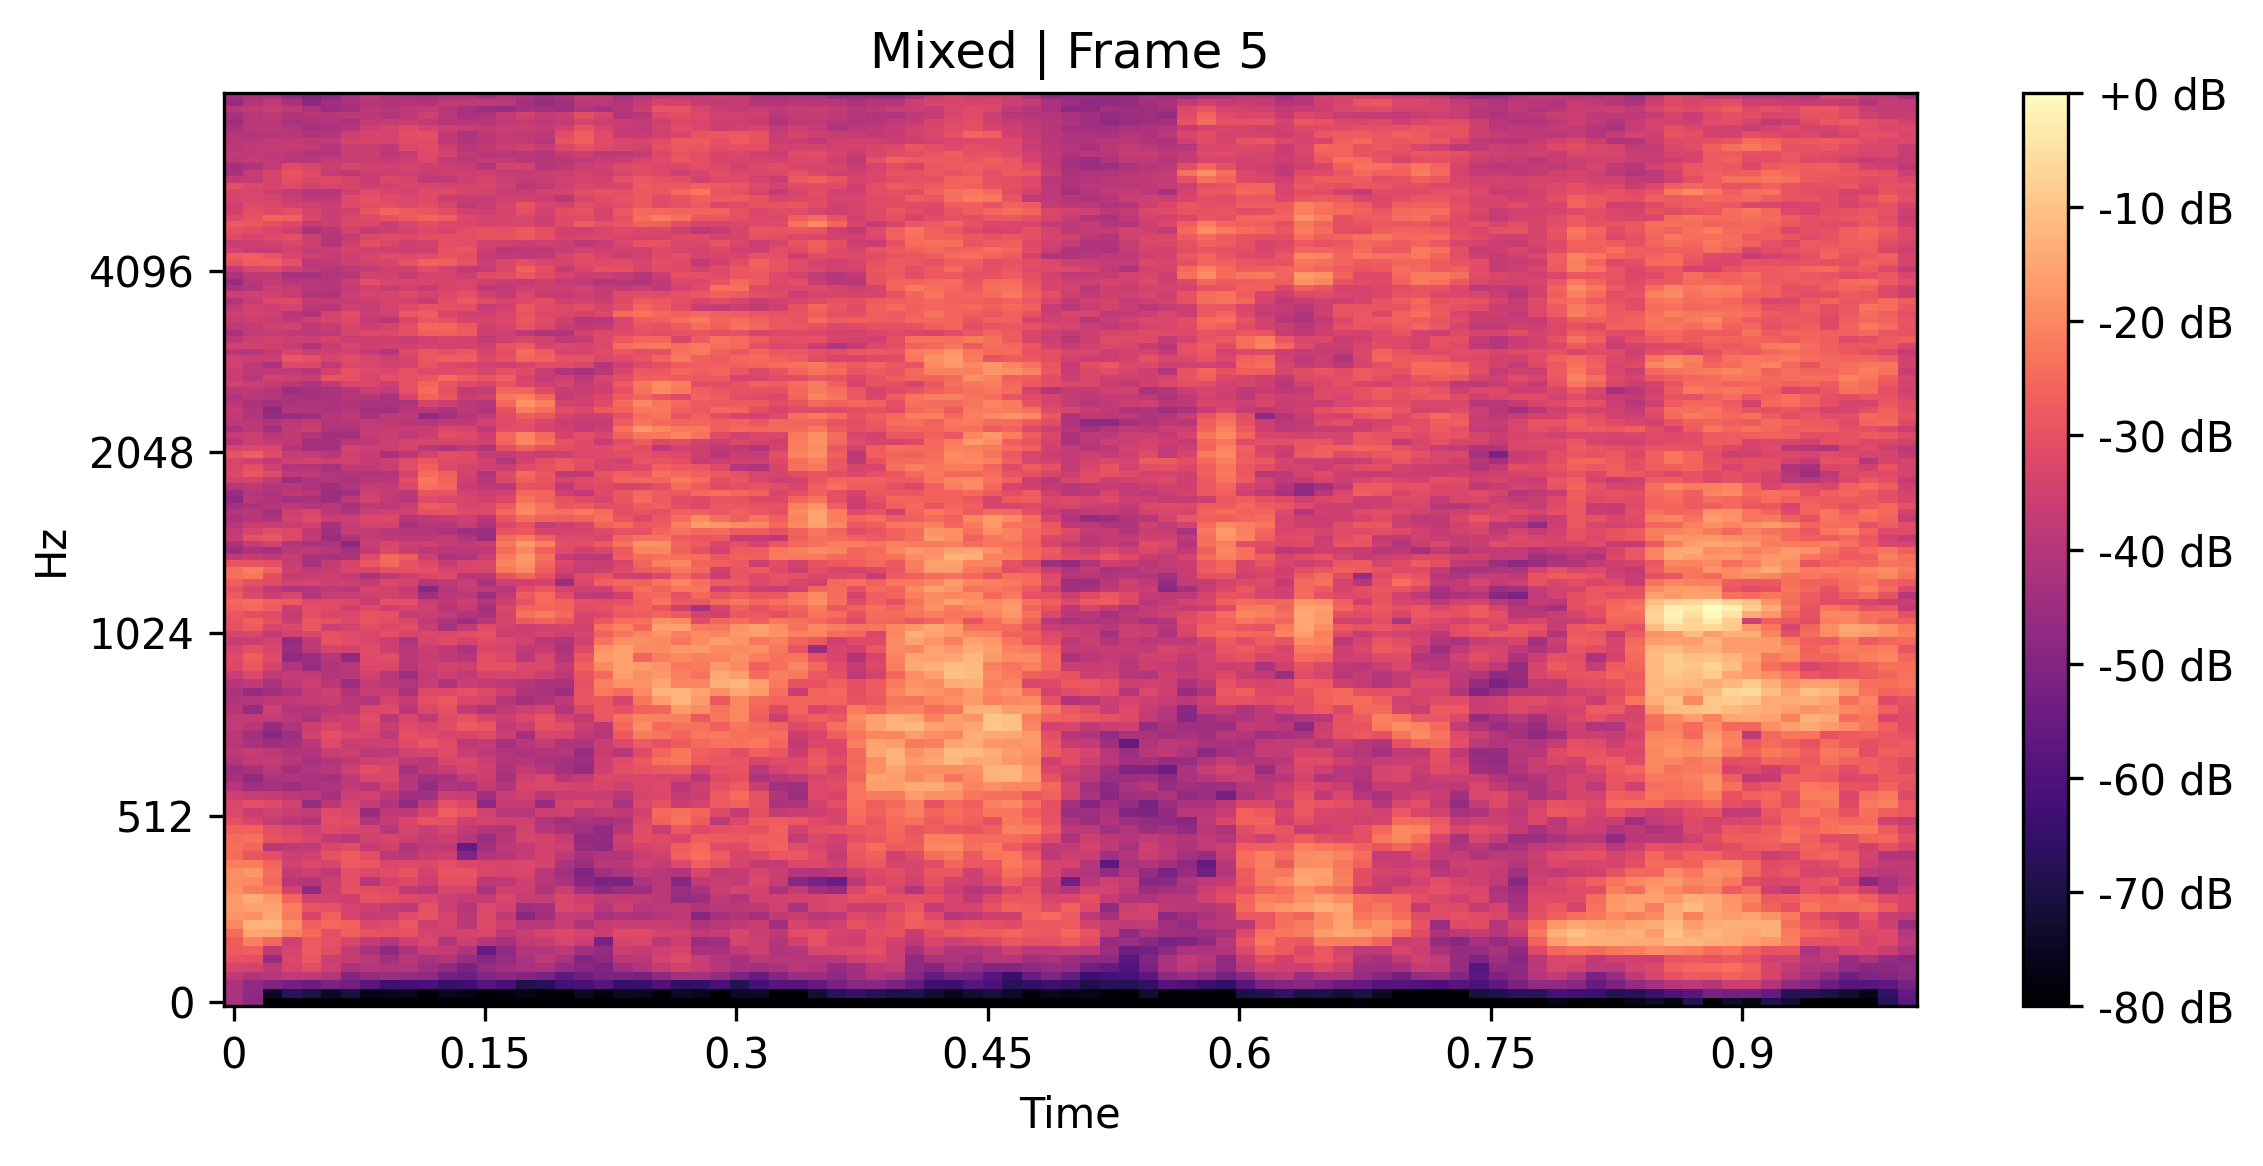 Mixed | Frame 5
Hz
4096
2048
1024
512
0
0 0.15 0.3 0.45 0.6 0.75 0.9
Time
+0 dB
-10 dB
-20 dB
-30 dB
-40 dB
-50 dB
-60 dB
-70 dB
-80 dB